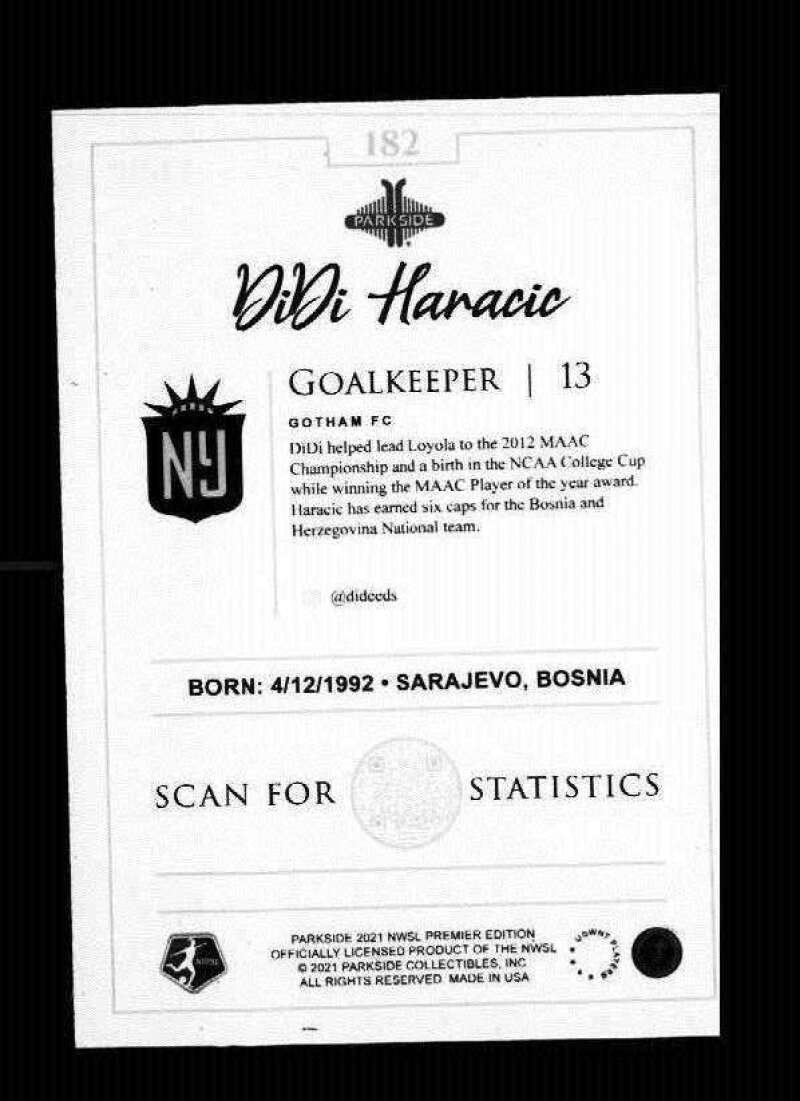 182
PARKSIDE
DiDi Haracic
GOALKEEPER | 13
GOTHAM FC
DiDi helped lead Loyola to the 2012 MAAC
Championship and a birth in the NCAA College Cup
while winning the MAAC Player of the year award.
Haracic has earned six caps for the Bosnia and
Herzegovina National team.
NY
@dideeds
BORN: 4/12/1992 • SARAJEVO, BOSNIA
SCAN FOR STATISTICS
PARKSIDE 2021 NWSL PREMIER EDITION
OFFICIALLY LICENSED PRODUCT OF THE NWSL
© 2021 PARKSIDE COLLECTIBLES, INC
ALL RIGHTS RESERVED MADE IN USA
NWSL
USWNT PLAYERS